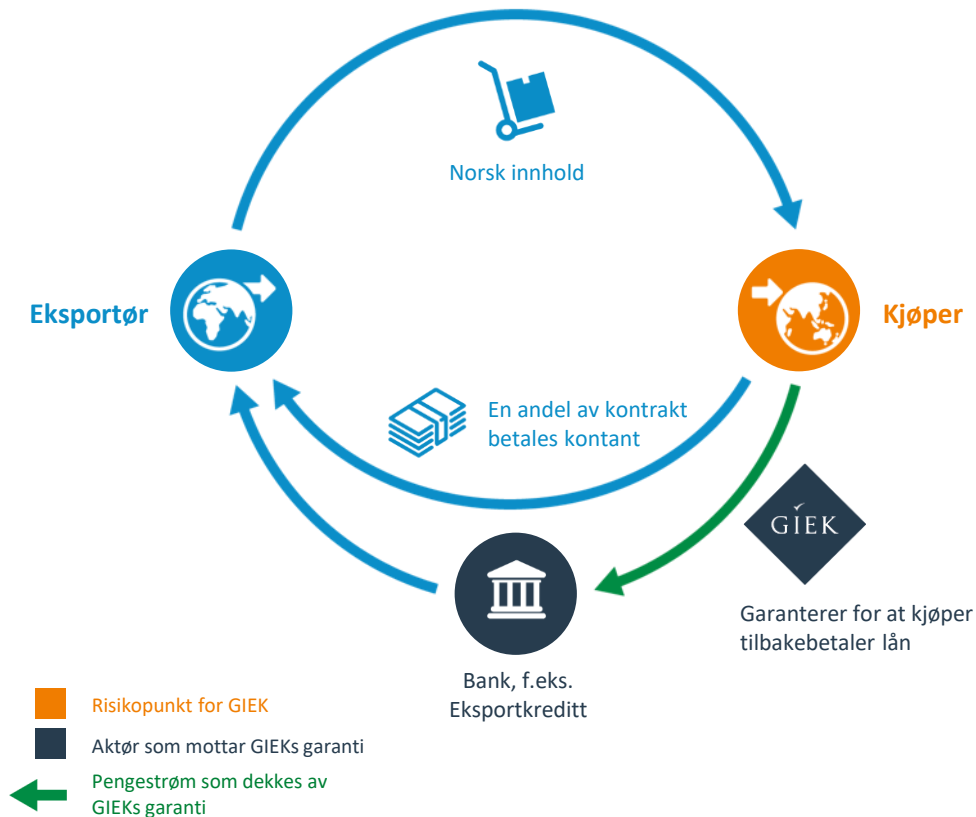 Norsk innhold
Eksportør
Kjøper
En andel av kontrakt
betales kontant
GIEK
Garanterer for at kjøper
tilbakebetaler lån
Bank, f.eks.
Eksportkreditt
Risikopunkt for GIEK
Aktør som mottar GIEKs garanti
Pengestrøm som dekkes av
GIEKs garanti